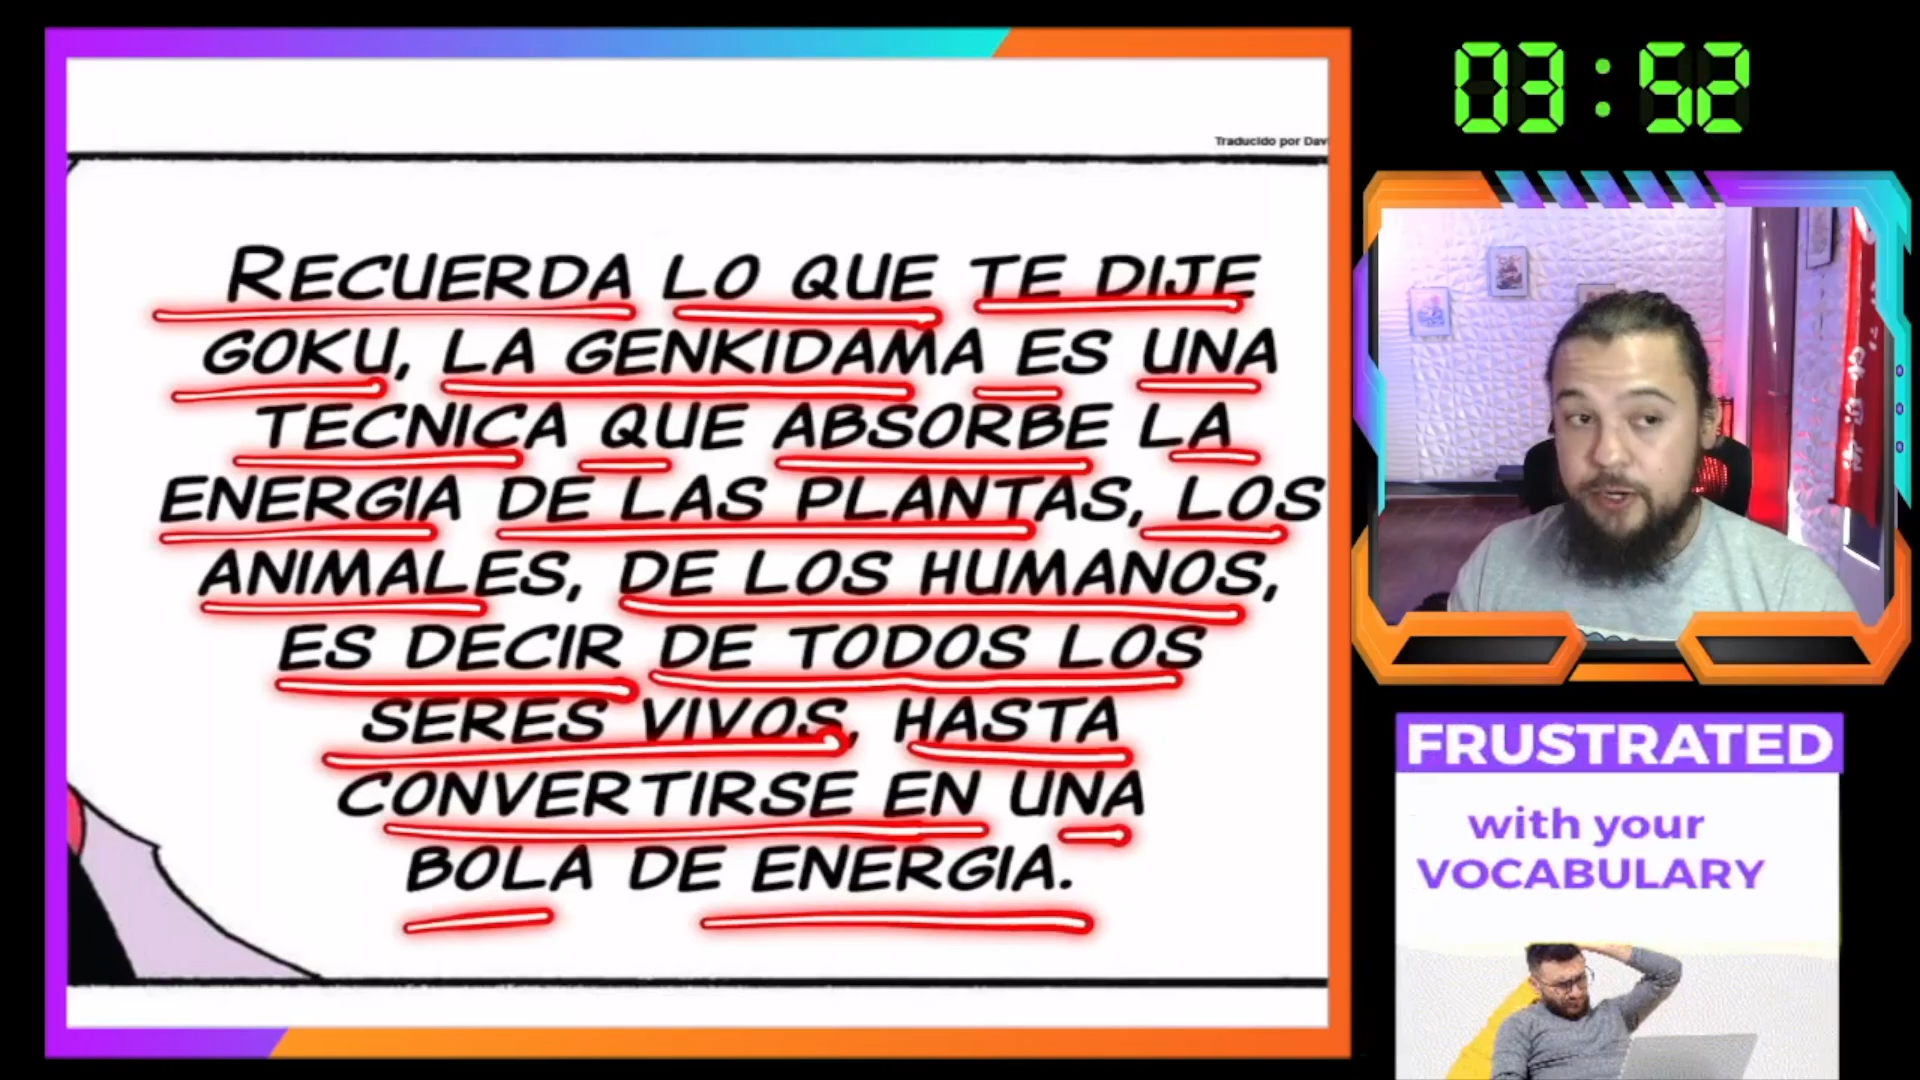 03:52
Traducido por Dav
RECUERDA LO QUE TE DIJE
GOKU, LA GENKIDAMA ES UNA
TECNICA QUE ABSORBE LA
ENERGIA DE LAS PLANTAS, LOS
ANIMALES, DE LOS HUMANOS,
ES DECIR DE TODOS LOS
SERES VIVOS, HASTA
CONVERTIRSE EN UNA
BOLA DE ENERGIA.
FRUSTRATED
with your
VOCABULARY